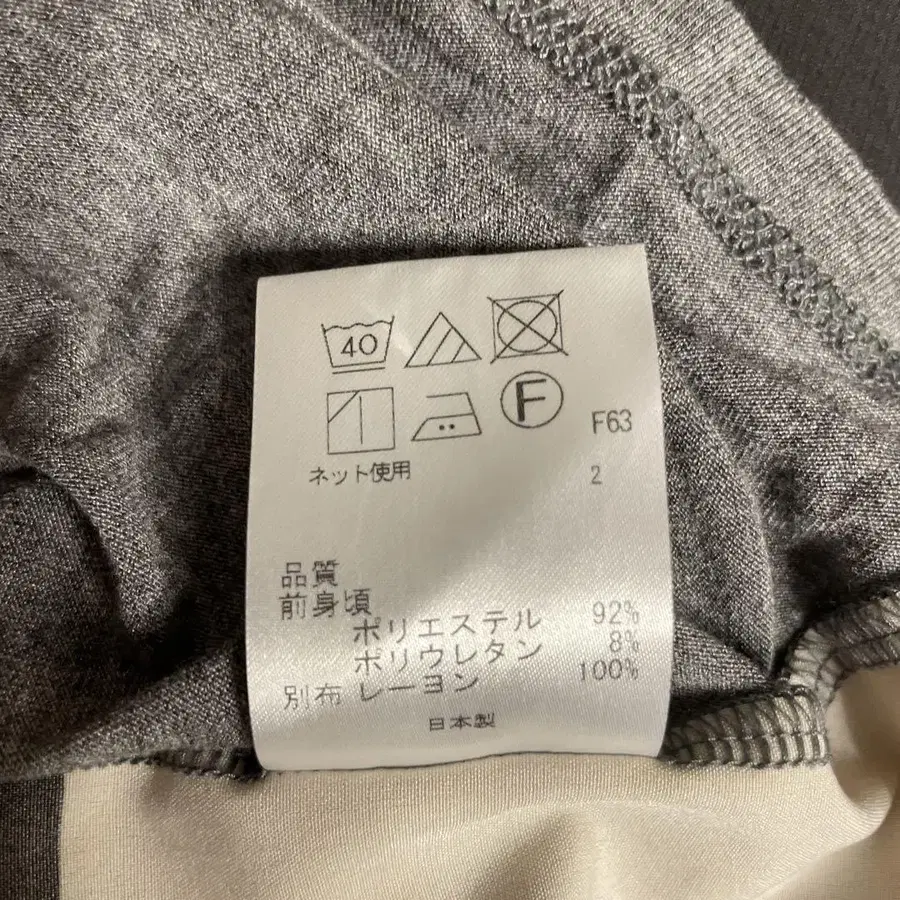 40
F
F63
ネット使用
2
品質
前身頃
ポリエステル 92%
ポリウレタン 8%
別布 レーヨン 100%
日本製